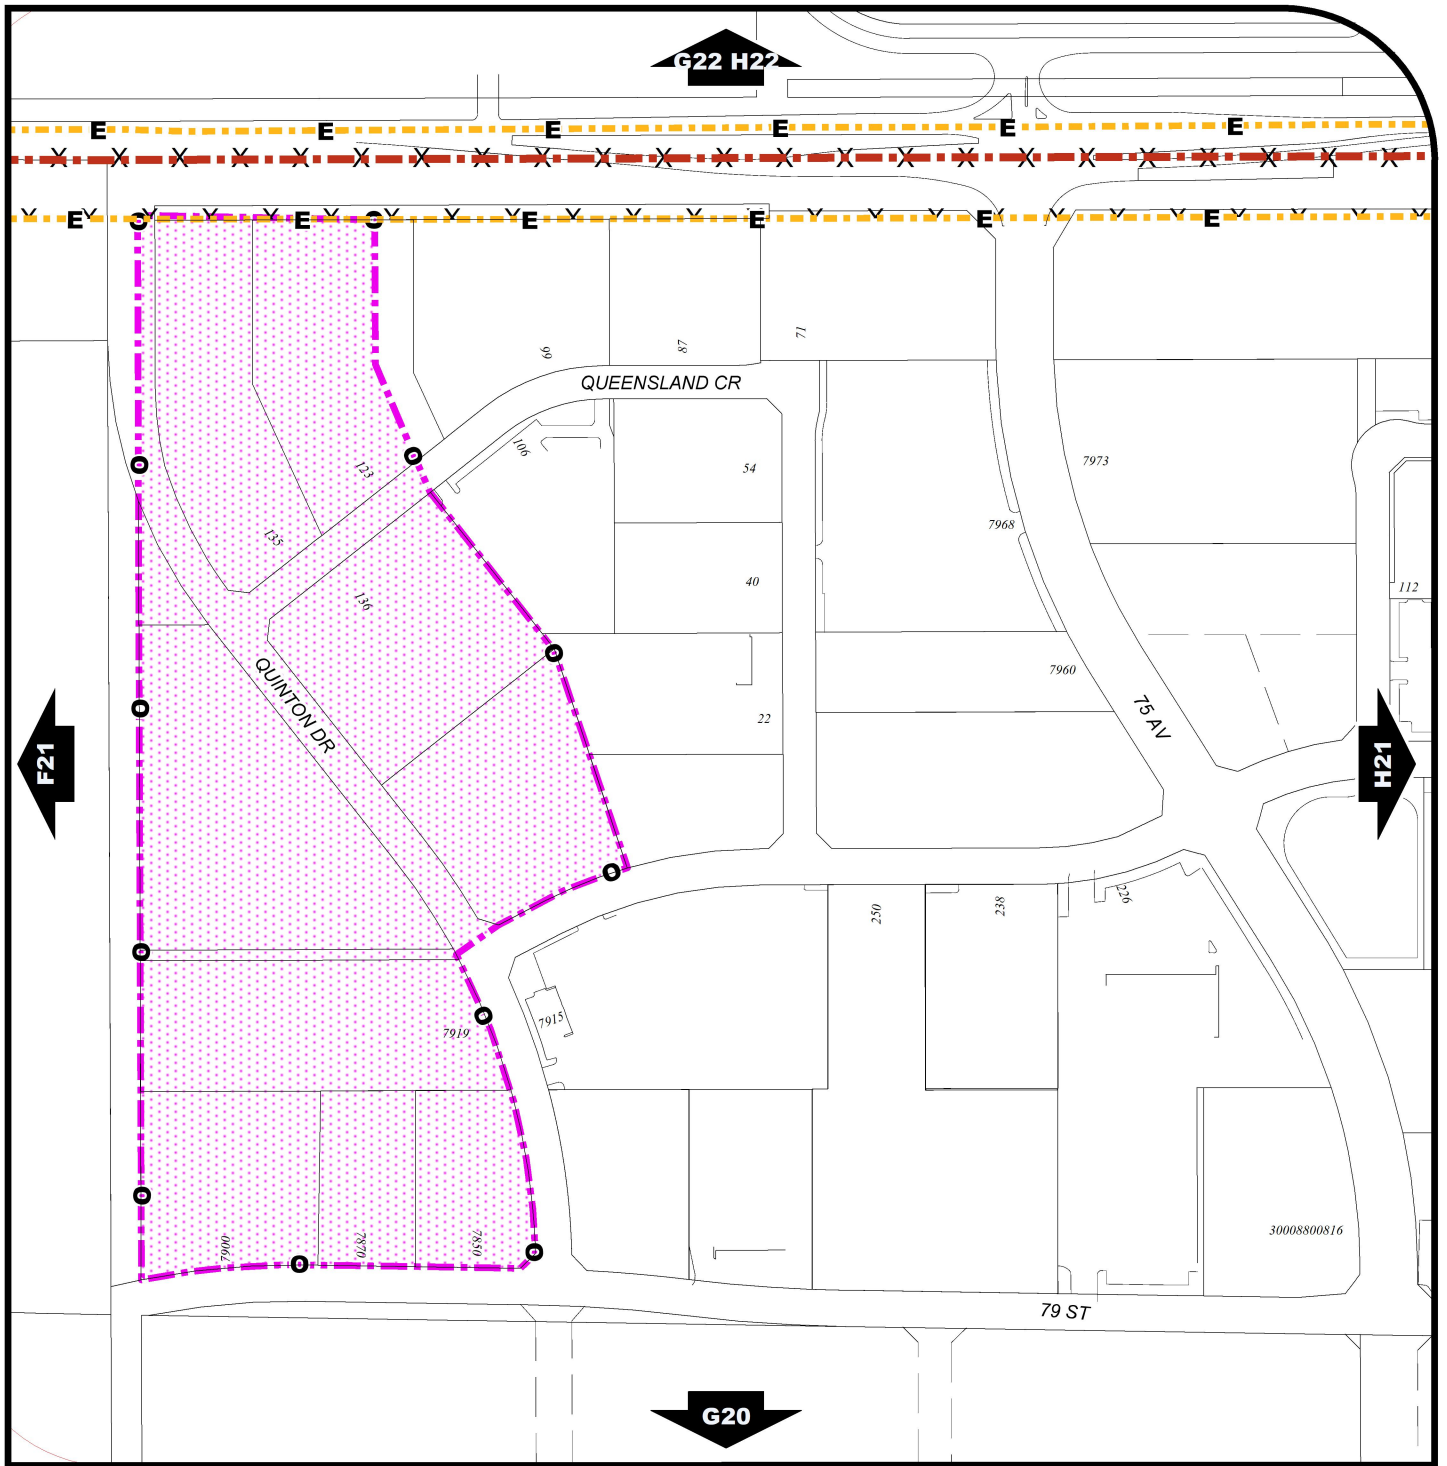 G22 H22
E E E E E E
X X X X X X X X X X X X X X X X X X X X X X X
E E E E E E
O O
99
87
71
QUEENSLAND CR
O
O
123
106
54
7973
7968
135
136
40
112
O
QUINTON DR
22
7960
75 AV
O
F21
H21
O
250
238
226
O
O
7919
7915
O
7900
7870
7850
O
O
30008800816
79 ST
G20